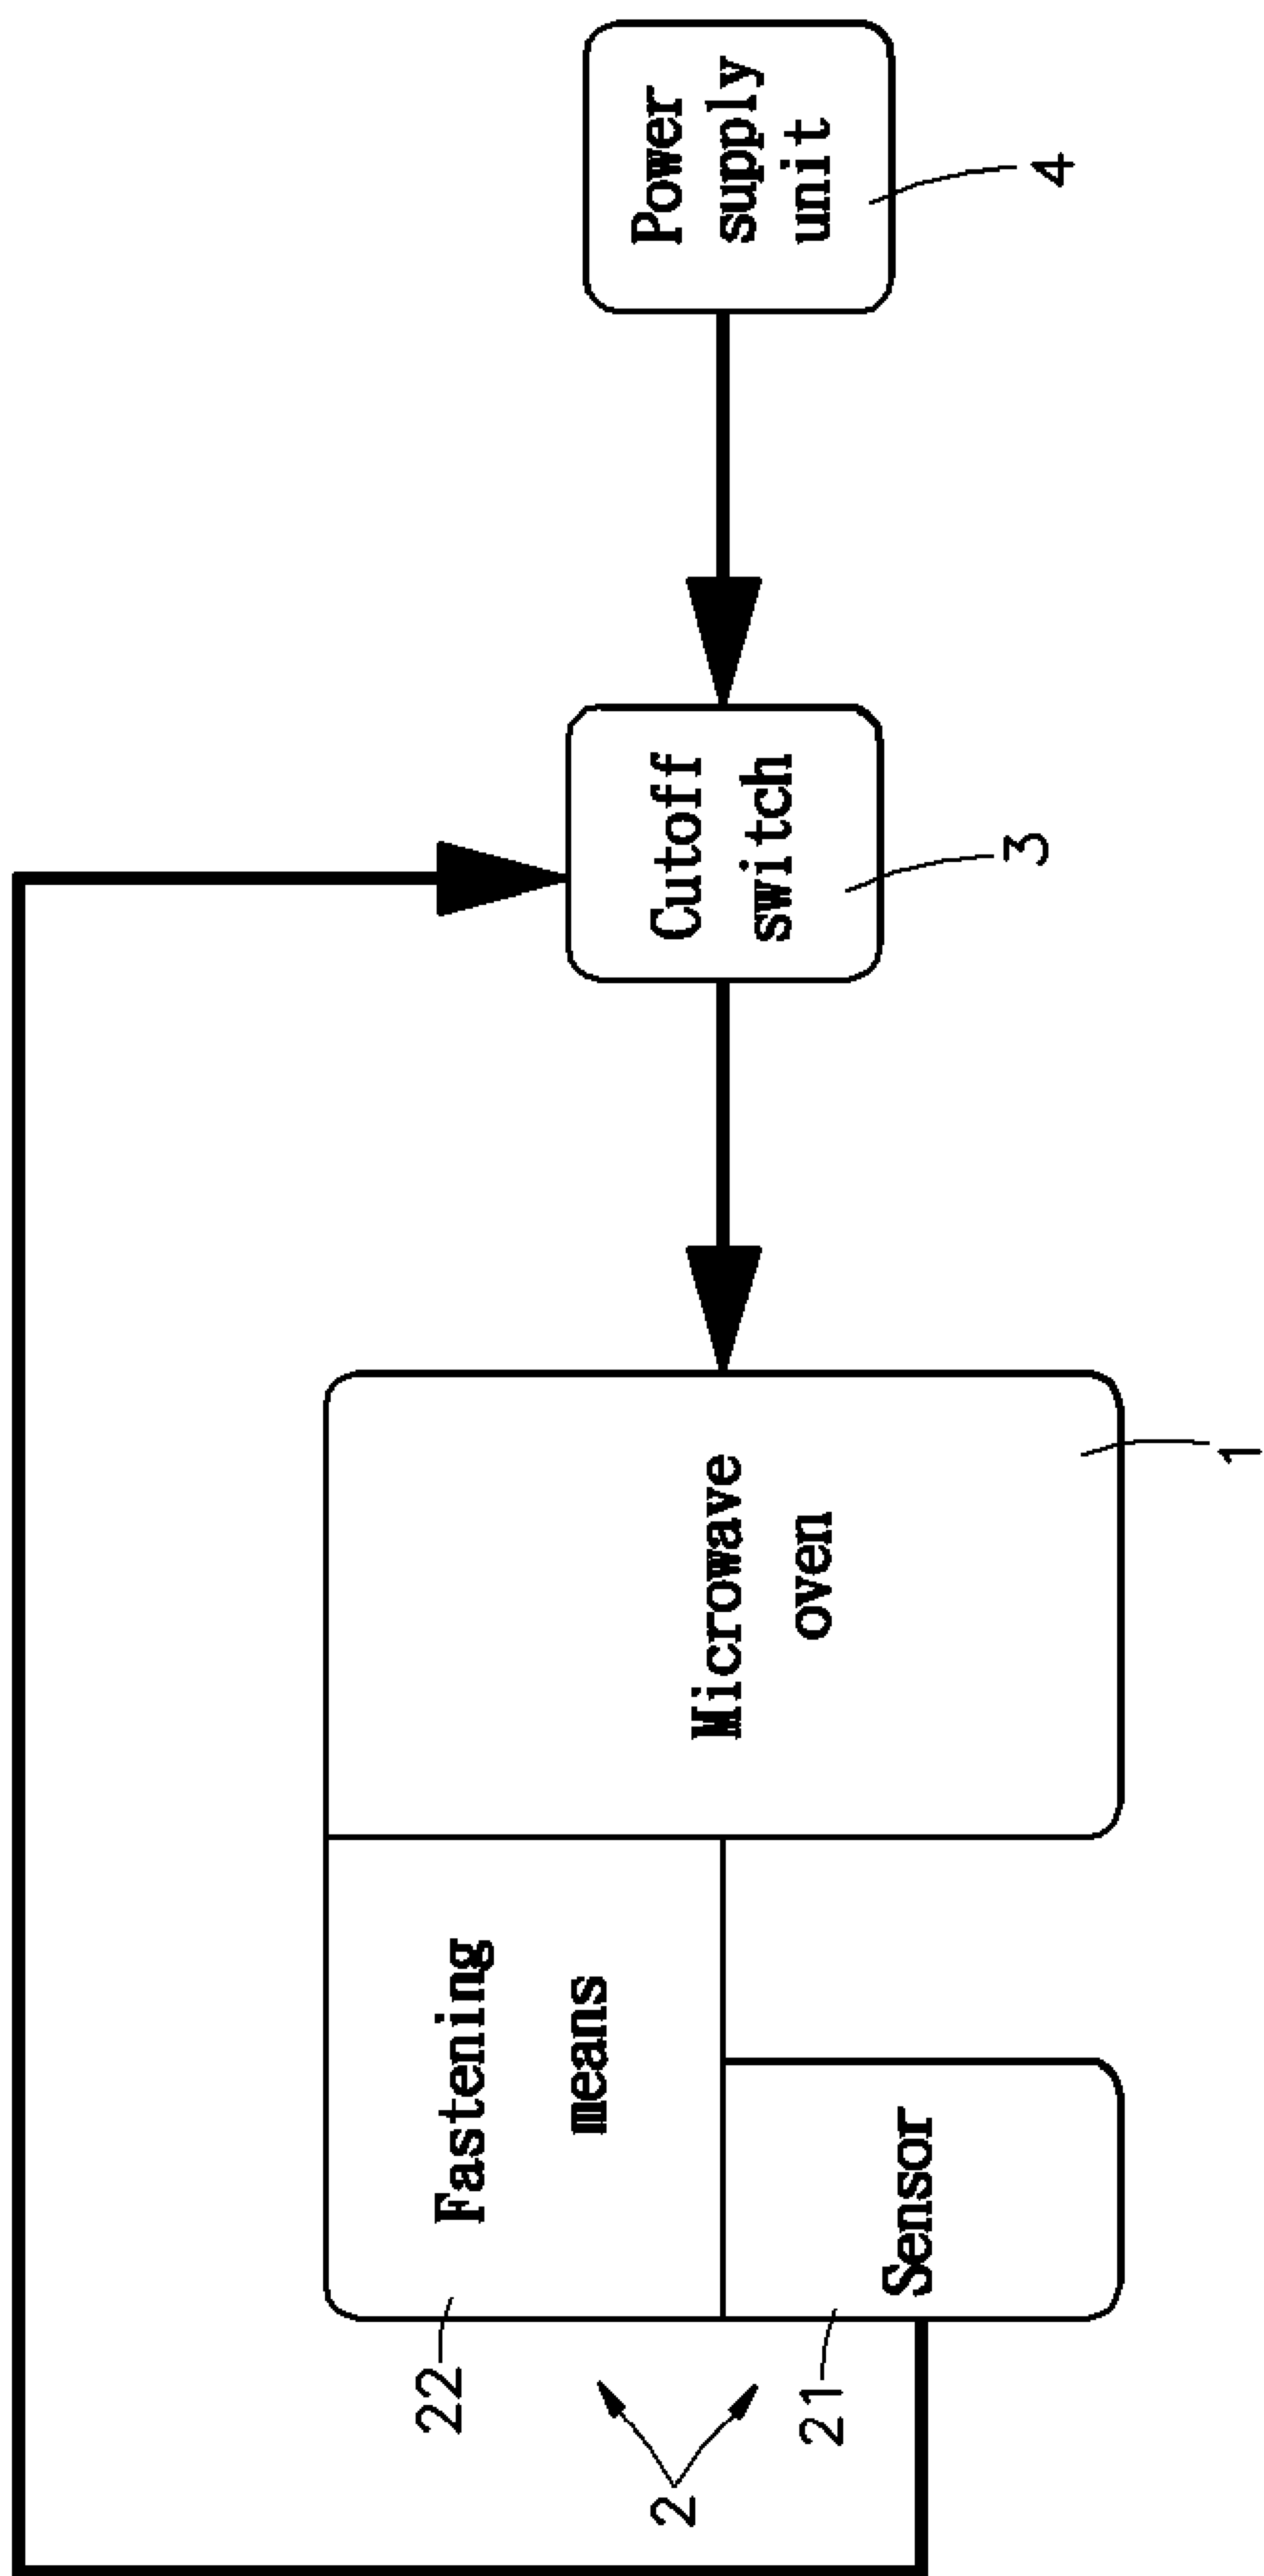 Fastening
means
22
2
Sensor
21
Microwave
oven
1
Cutoff
switch
3
Power
supply
unit
4